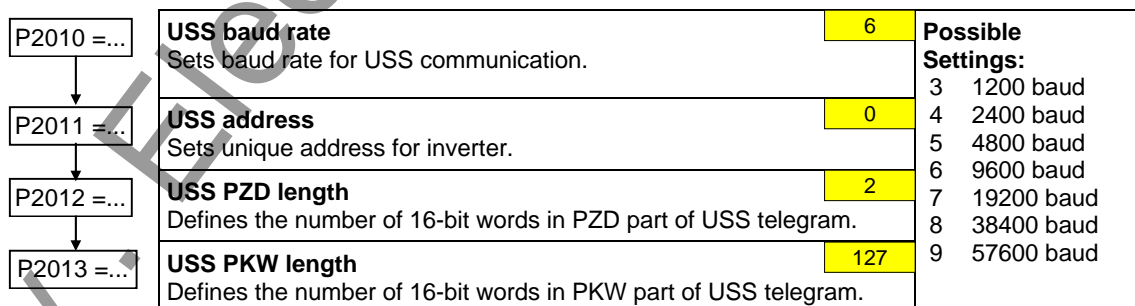 P2010 =...
USS baud rate 6
Sets baud rate for USS communication.
P2011 =...
USS address 0
Sets unique address for inverter.
P2012 =...
USS PZD length 2
Defines the number of 16-bit words in PZD part of USS telegram.
P2013 =...
USS PKW length 127
Defines the number of 16-bit words in PKW part of USS telegram.
Possible
Settings:
3 1200 baud
4 2400 baud
5 4800 baud
6 9600 baud
7 19200 baud
8 38400 baud
9 57600 baud